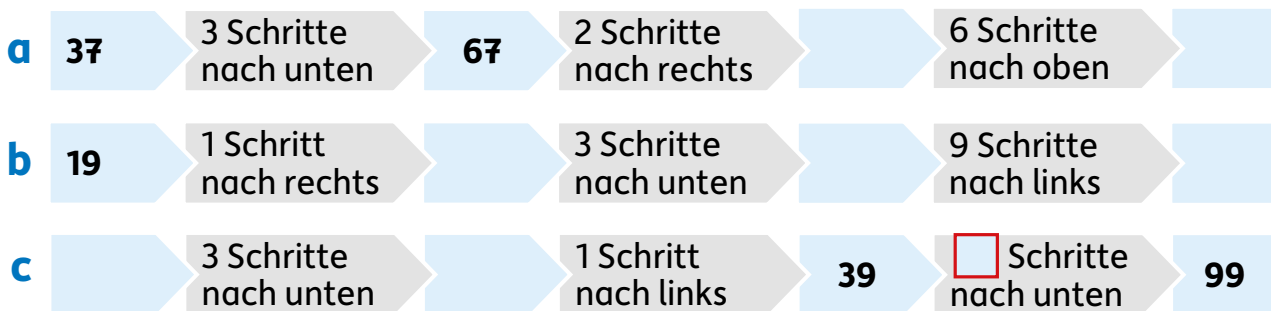 a 37 3 Schritte nach unten 67 2 Schritte nach rechts 6 Schritte nach oben
b 19 1 Schritt nach rechts 3 Schritte nach unten 9 Schritte nach links
c 3 Schritte nach unten 1 Schritt nach links 39 Schritte nach unten 99